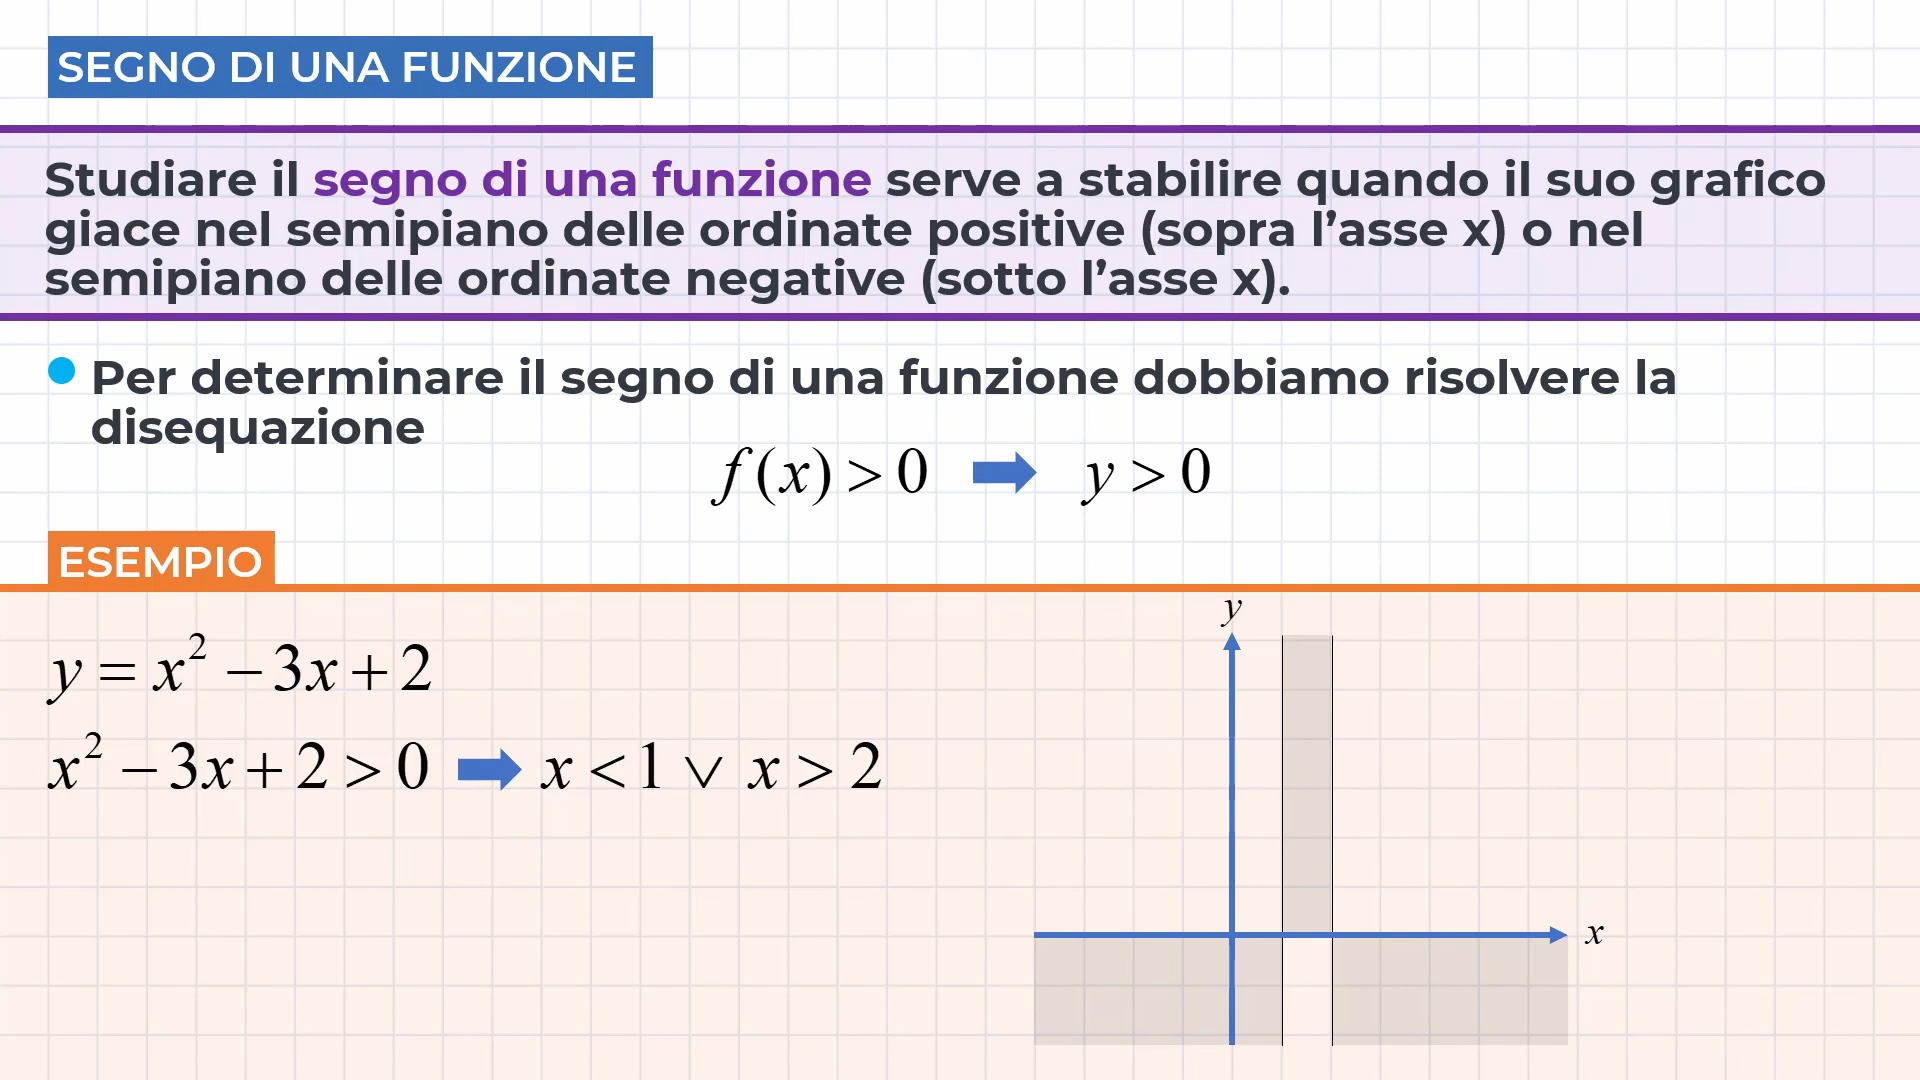 SEGNO DI UNA FUNZIONE
Studiare il segno di una funzione serve a stabilire quando il suo grafico
giace nel semipiano delle ordinate positive (sopra l’asse x) o nel
semipiano delle ordinate negative (sotto l’asse x).
Per determinare il segno di una funzione dobbiamo risolvere la
disequazione
f(x) > 0 y > 0
ESEMPIO
y = x² − 3x + 2
x² − 3x + 2 > 0 x < 1 ∨ x > 2
y
x